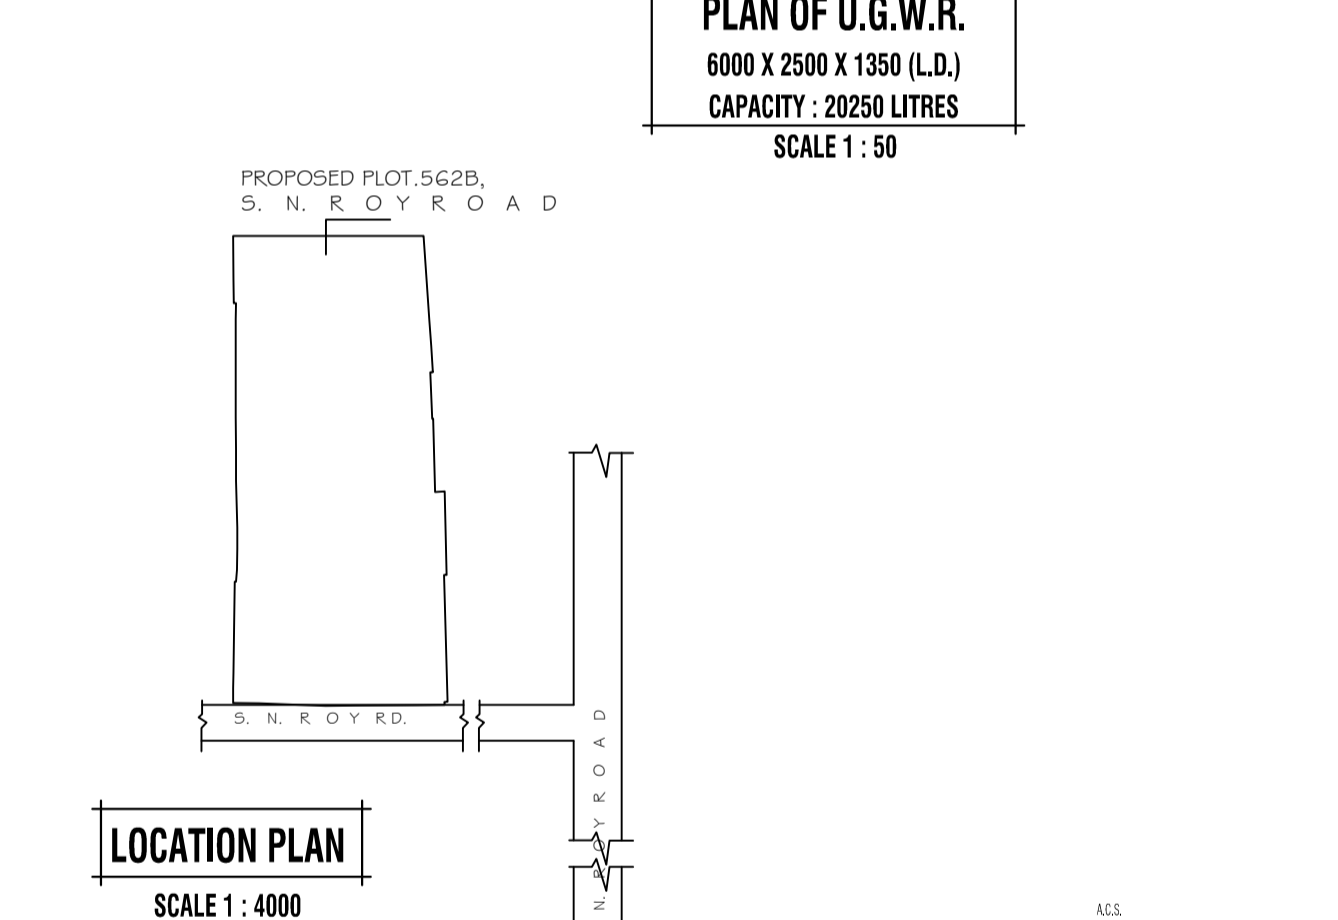 PLAN OF U.G.W.R.
6000 X 2500 X 1350 (L.D.)
CAPACITY : 20250 LITRES
SCALE 1 : 50
PROPOSED PLOT.562B,
S. N. R O Y R O A D
S. N. R O Y RD.
N. R O Y R O A D
LOCATION PLAN
SCALE 1 : 4000
A.C.S.